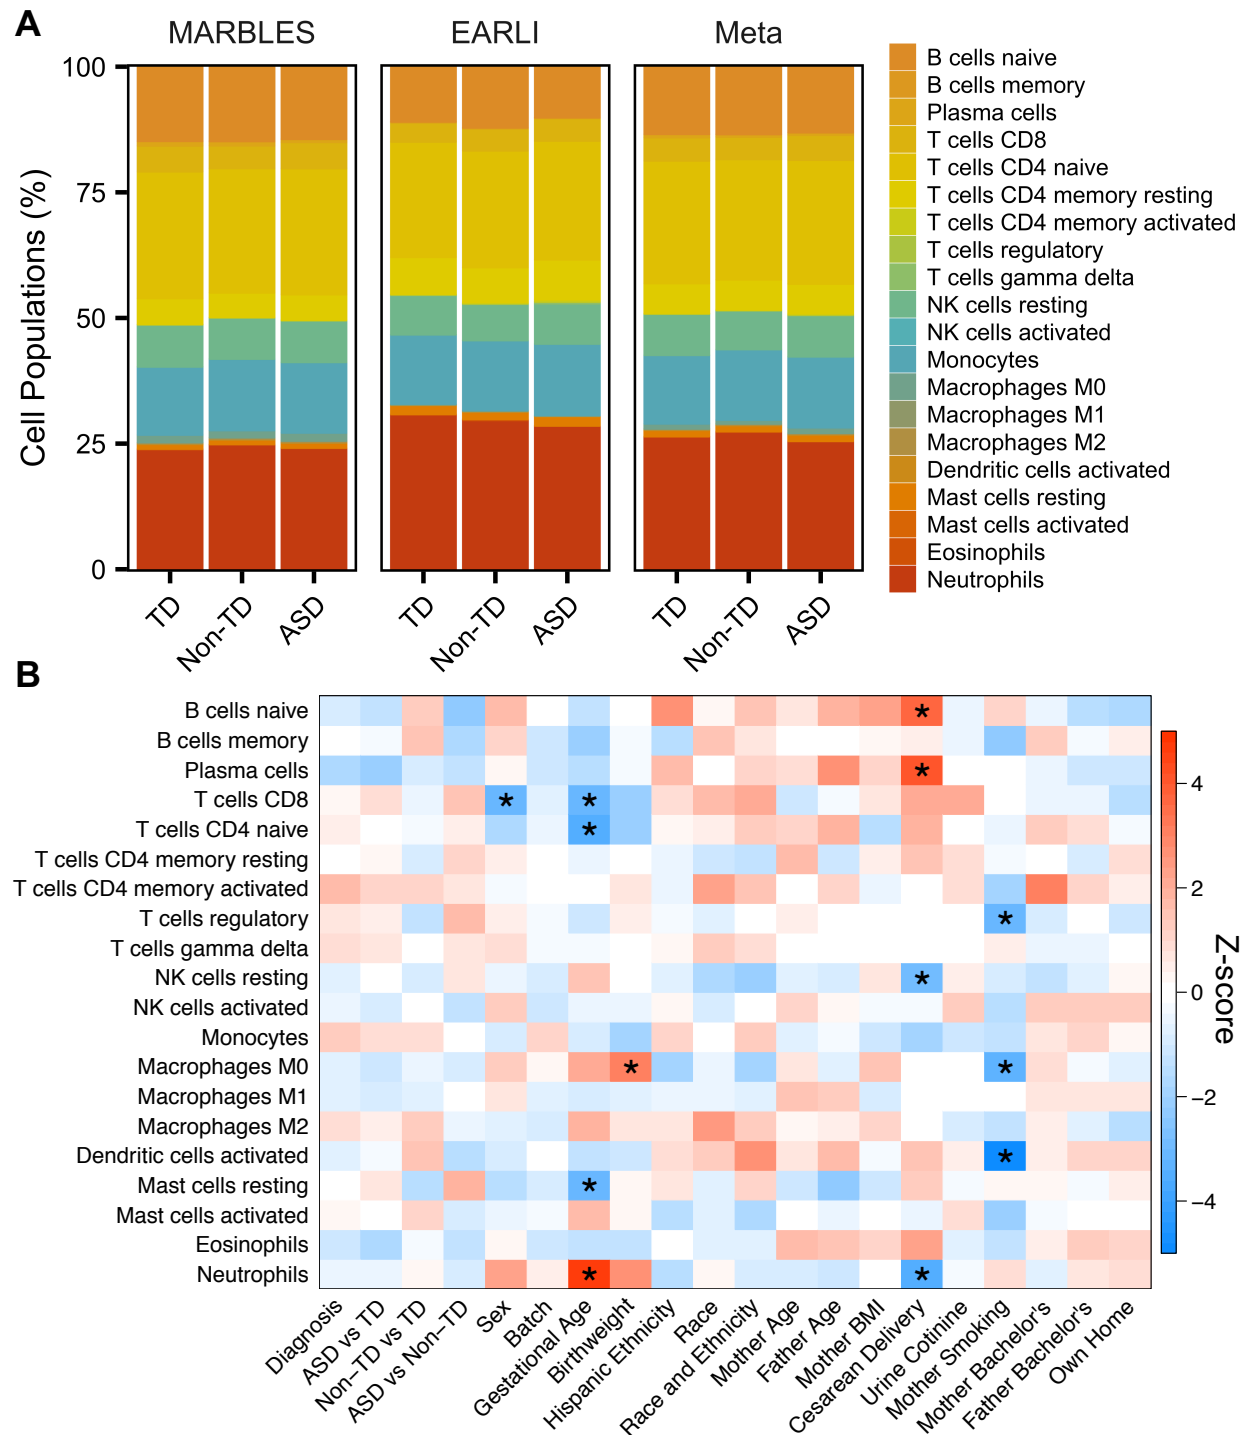 A
MARBLES EARLI Meta
Cell Populations (%)
100
75
50
25
0
TD Non-TD ASD TD Non-TD ASD TD Non-TD ASD
B cells naive
B cells memory
Plasma cells
T cells CD8
T cells CD4 naive
T cells CD4 memory resting
T cells CD4 memory activated
T cells regulatory
T cells gamma delta
NK cells resting
NK cells activated
Monocytes
Macrophages M0
Macrophages M1
Macrophages M2
Dendritic cells activated
Mast cells resting
Mast cells activated
Eosinophils
Neutrophils
B
B cells naive
B cells memory
Plasma cells
T cells CD8
T cells CD4 naive
T cells CD4 memory resting
T cells CD4 memory activated
T cells regulatory
T cells gamma delta
NK cells resting
NK cells activated
Monocytes
Macrophages M0
Macrophages M1
Macrophages M2
Dendritic cells activated
Mast cells resting
Mast cells activated
Eosinophils
Neutrophils
Diagnosis
ASD vs TD
Non−TD vs TD
ASD vs Non−TD
Sex
Batch
Gestational Age
Birthweight
Hispanic Ethnicity
Race
Race and Ethnicity
Mother Age
Father Age
Mother BMI
Cesarean Delivery
Urine Cotinine
Mother Smoking
Mother Bachelor's
Father Bachelor's
Own Home
4
2
0
−2
−4
Z-score